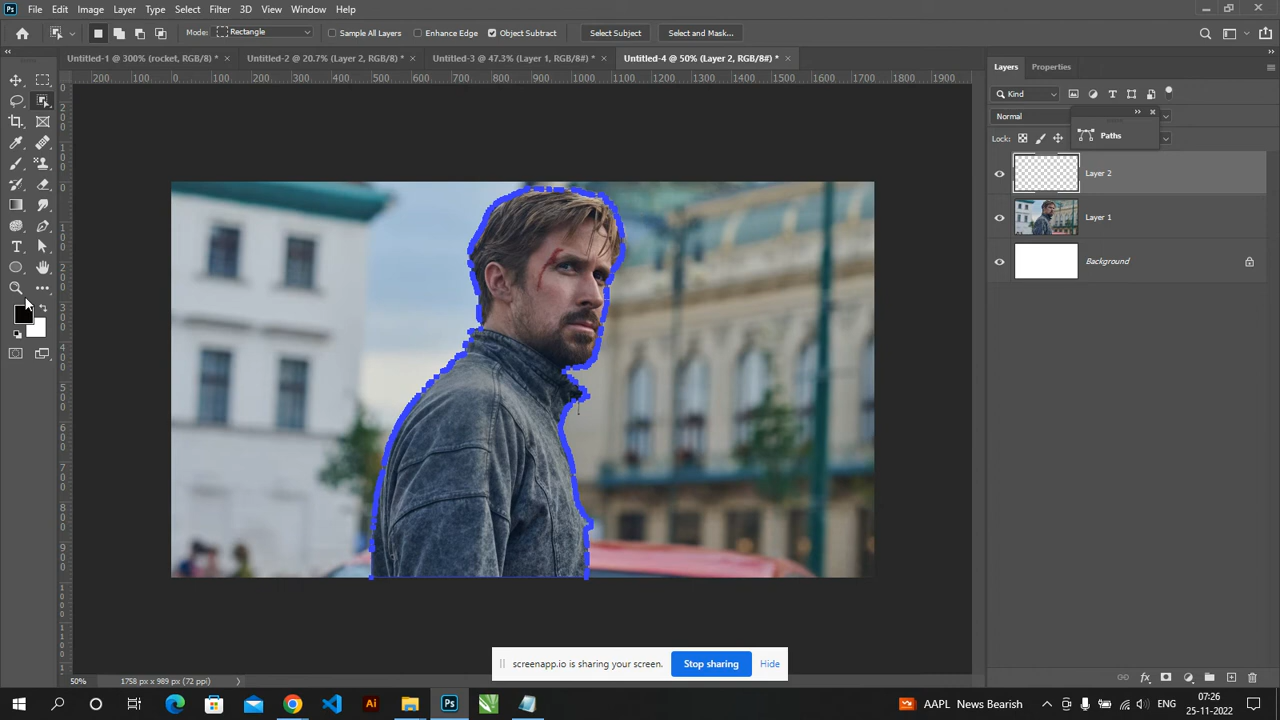 Ps File Edit Image Layer Type Select Filter 3D View Window Help
Mode: Rectangle Sample All Layers Enhance Edge Object Subtract Select Subject Select and Mask...
Untitled-1 @ 300% (rocket, RGB/8) * × Untitled-2 @ 20.7% (Layer 2, RGB/8) * × Untitled-3 @ 47.3% (Layer 1, RGB/8#) * × Untitled-4 @ 50% (Layer 2, RGB/8#) * ×
Layers Properties
200 100 0 100 200 300 400 500 600 700 800 900 1000 1100 1200 1300 1400 1500 1600 1700 1800 1900
Kind
Normal
Paths
Lock:
Layer 2
Layer 1
Background
screenapp.io is sharing your screen. Stop sharing Hide
50% 1758 px x 989 px (72 ppi)
Ai Ps AAPL News Bearish ENG 07:26
25-11-2022